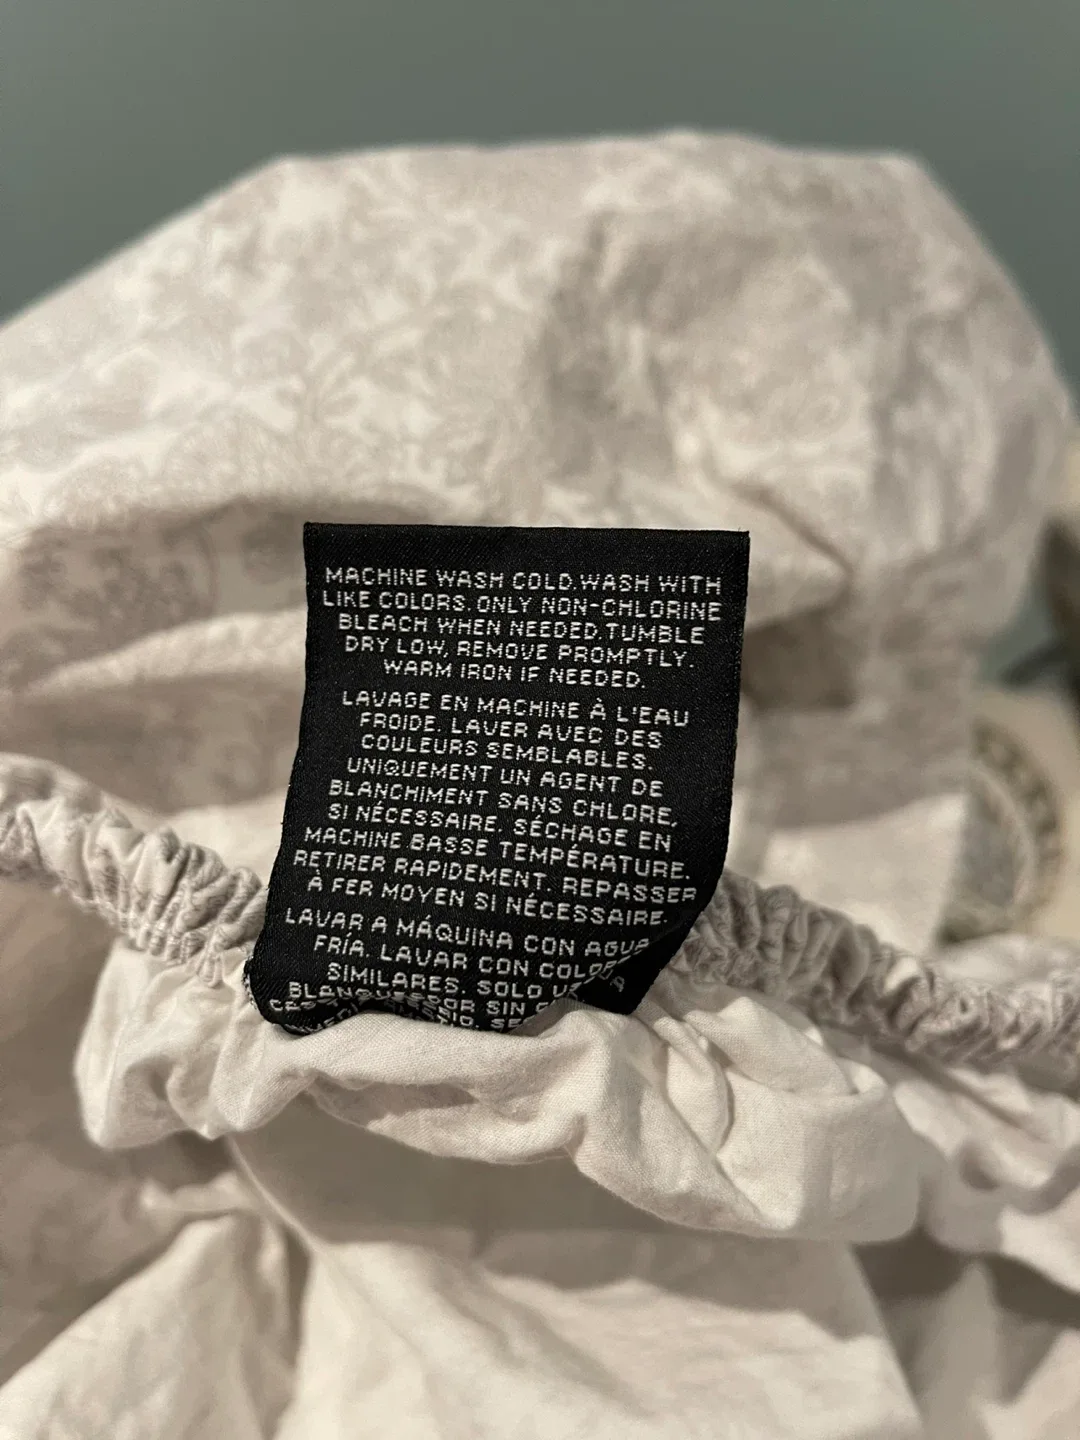 MACHINE WASH COLD.WASH WITH
LIKE COLORS. ONLY NON-CHLORINE
BLEACH WHEN NEEDED.TUMBLE
DRY LOW, REMOVE PROMPTLY.
WARM IRON IF NEEDED.
LAVAGE EN MACHINE À L'EAU
FROIDE. LAVER AVEC DES
COULEURS SEMBLABLES.
UNIQUEMENT UN AGENT DE
BLANCHIMENT SANS CHLORE,
SI NÉCESSAIRE. SÉCHAGE EN
MACHINE BASSE TEMPÉRATURE.
RETIRER RAPIDEMENT. REPASSER
À FER MOYEN SI NÉCESSAIRE.
LAVAR A MÁQUINA CON AGUA
FRÍA. LAVAR CON
SIMILARES. SOLO
BLANQUEADOR SIN